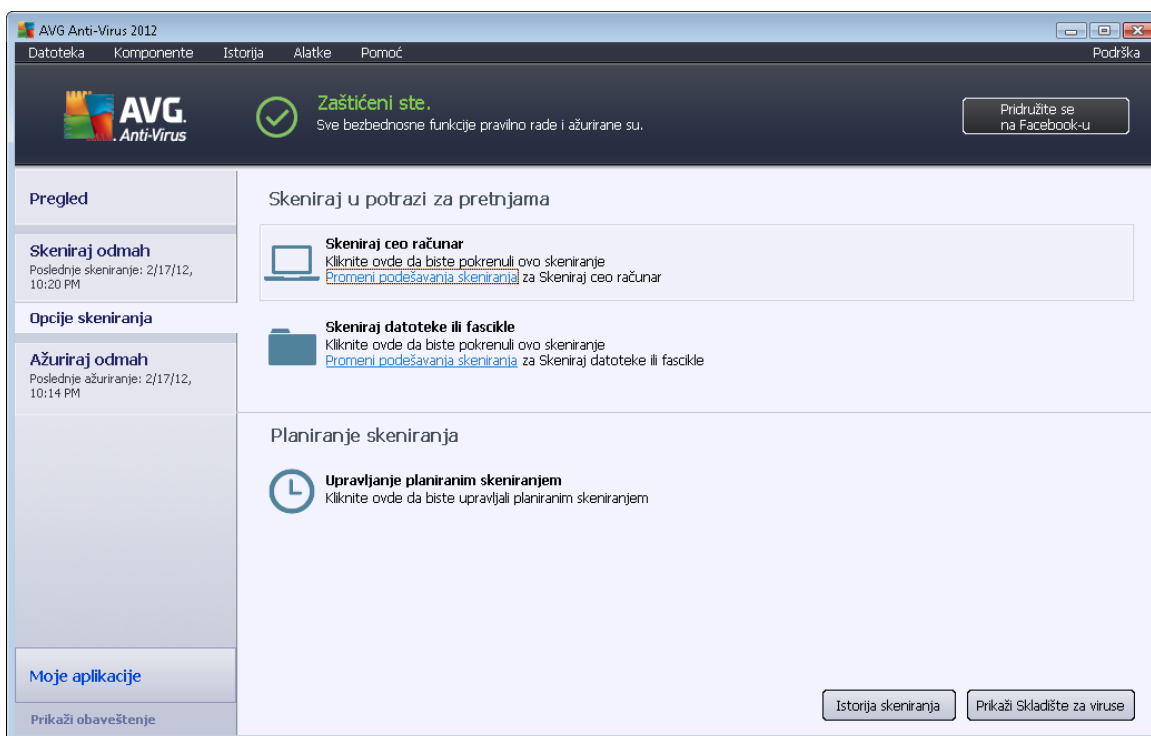 AVG Anti-Virus 2012
Datoteka Komponente Istorija Alatke Pomoć Podrška
AVG.
Anti-Virus
Zaštićeni ste.
Sve bezbednosne funkcije pravilno rade i ažurirane su.
Pridružite se
na Facebook-u
Pregled
Skeniraj odmah
Poslednje skeniranje: 2/17/12,
10:20 PM
Opcije skeniranja
Ažuriraj odmah
Poslednje ažuriranje: 2/17/12,
10:14 PM
Moje aplikacije
Prikaži obaveštenje
Skeniraj u potrazi za pretnjama
Skeniraj ceo računar
Kliknite ovde da biste pokrenuli ovo skeniranje
Promeni podešavanja skeniranja za Skeniraj ceo računar
Skeniraj datoteke ili fascikle
Kliknite ovde da biste pokrenuli ovo skeniranje
Promeni podešavanja skeniranja za Skeniraj datoteke ili fascikle
Planiranje skeniranja
Upravljanje planiranim skeniranjem
Kliknite ovde da biste upravljali planiranim skeniranjem
Istorija skeniranja
Prikaži Skladište za viruse